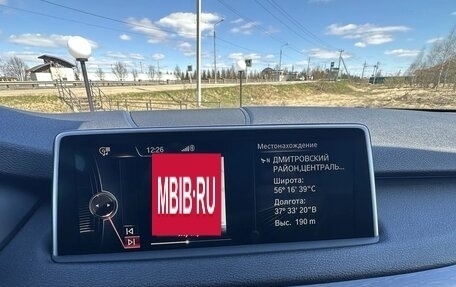 12:26
MBIB.RU
Местонахождение
N
ДМИТРОВСКИЙ
РАЙОН,ЦЕНТРАЛЬ...
Широта:
56° 16' 39"С
Долгота:
37° 33' 20"В
Выс. 190 m